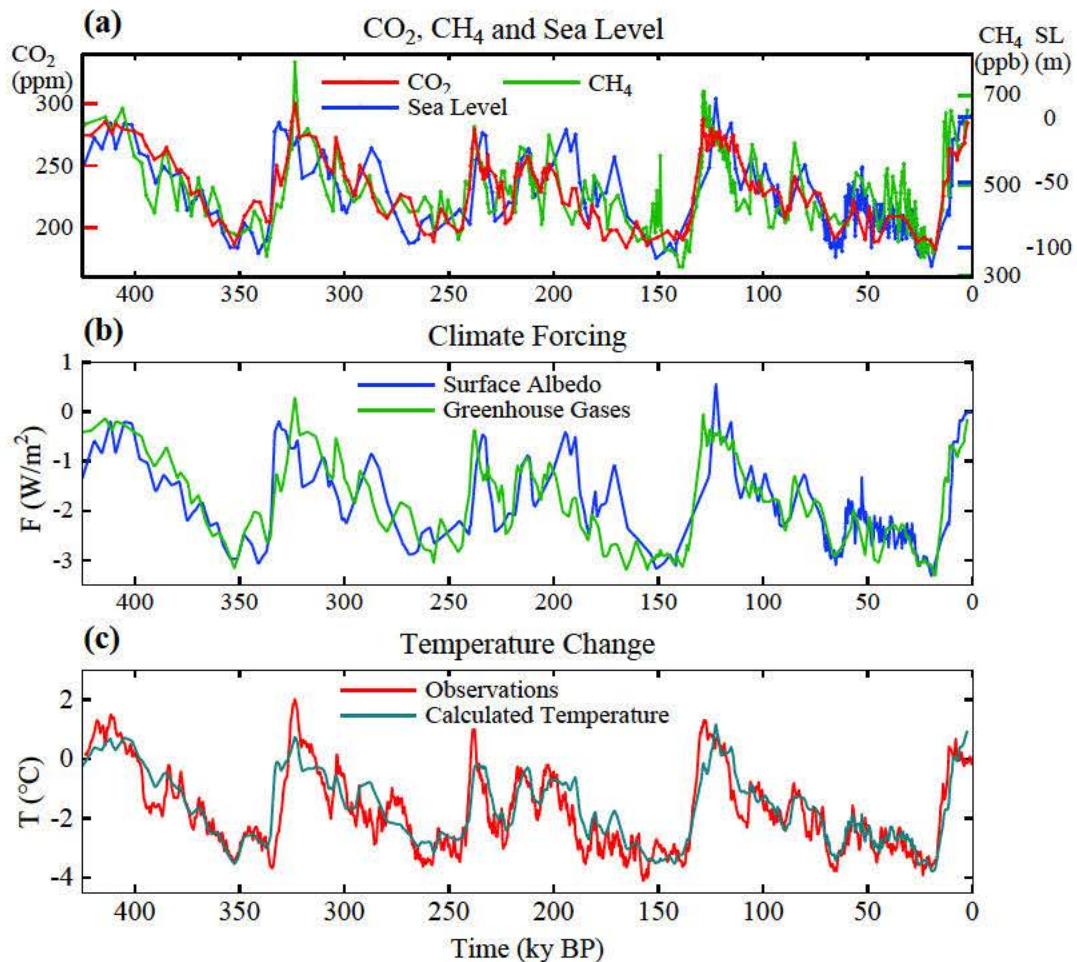 (a)
CO₂, CH₄ and Sea Level
CO₂ (ppm)
CH₄ (ppb)
SL (m)
CO₂
CH₄
Sea Level
300
250
200
700
500
300
0
-50
-100
400 350 300 250 200 150 100 50 0
(b)
Climate Forcing
Surface Albedo
Greenhouse Gases
F (W/m²)
1
0
-1
-2
-3
400 350 300 250 200 150 100 50 0
(c)
Temperature Change
Observations
Calculated Temperature
T (°C)
2
0
-2
-4
400 350 300 250 200 150 100 50 0
Time (ky BP)